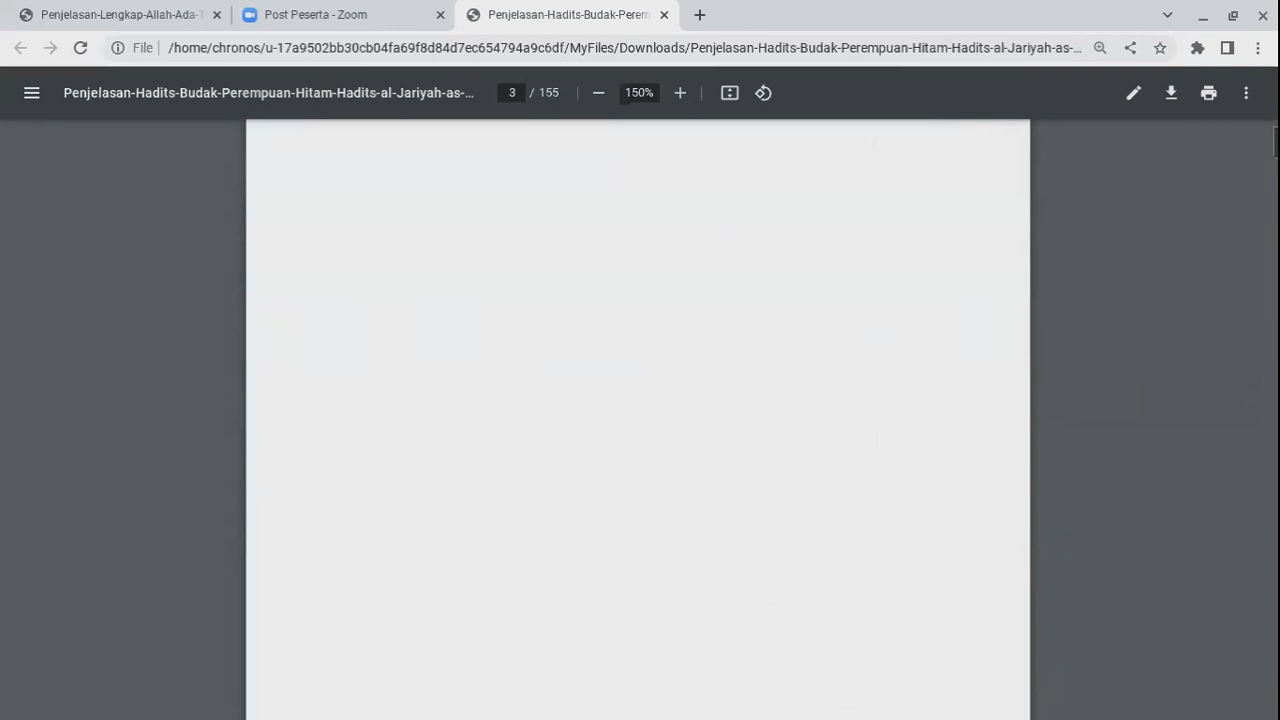 Penjelasan-Lengkap-Allah-Ada-T
Post Peserta - Zoom
Penjelasan-Hadits-Budak-Perem
File
/home/chronos/u-17a9502bb30cb04fa69f8d84d7ec654794a9c6df/MyFiles/Downloads/Penjelasan-Hadits-Budak-Perempuan-Hitam-Hadits-al-Jariyah-as-...
Penjelasan-Hadits-Budak-Perempuan-Hitam-Hadits-al-Jariyah-as-...
3 / 155
150%